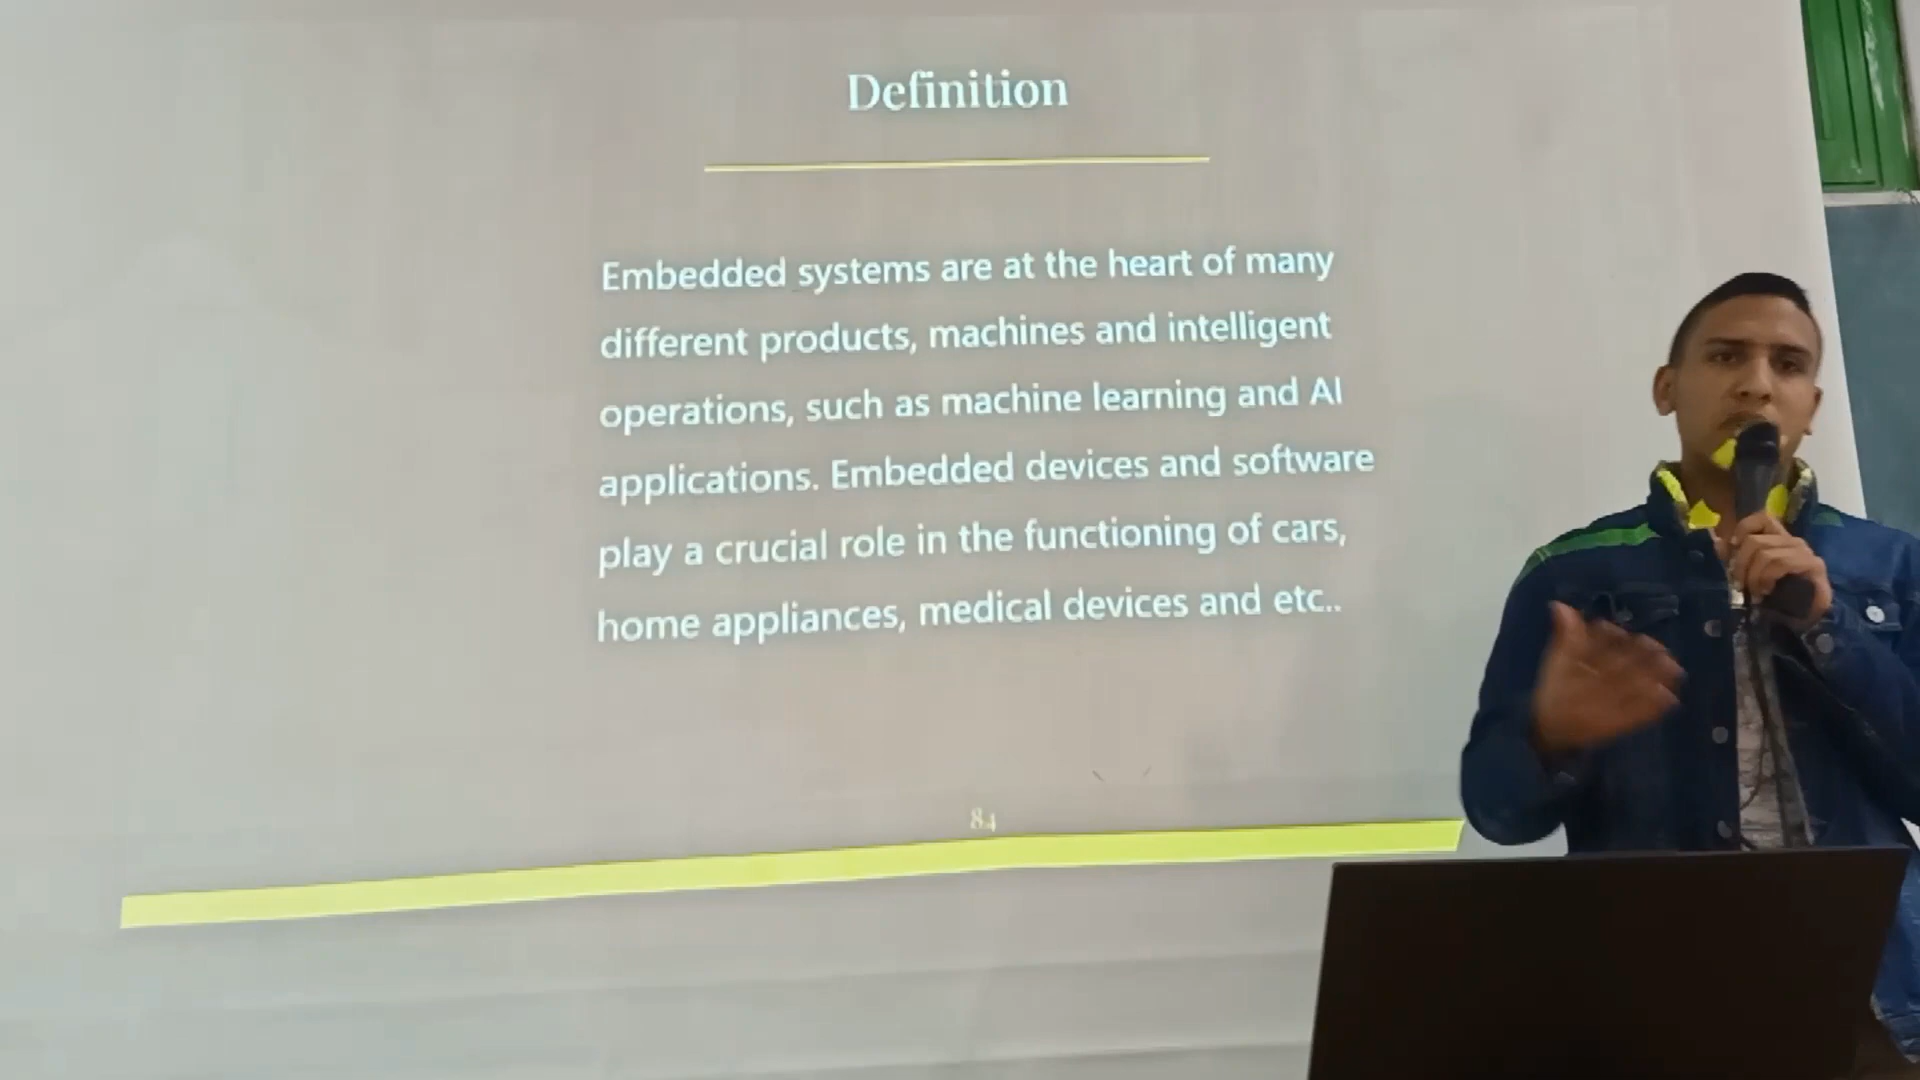 Definition
Embedded systems are at the heart of many
different products, machines and intelligent
operations, such as machine learning and AI
applications. Embedded devices and software
play a crucial role in the functioning of cars,
home appliances, medical devices and etc..
84